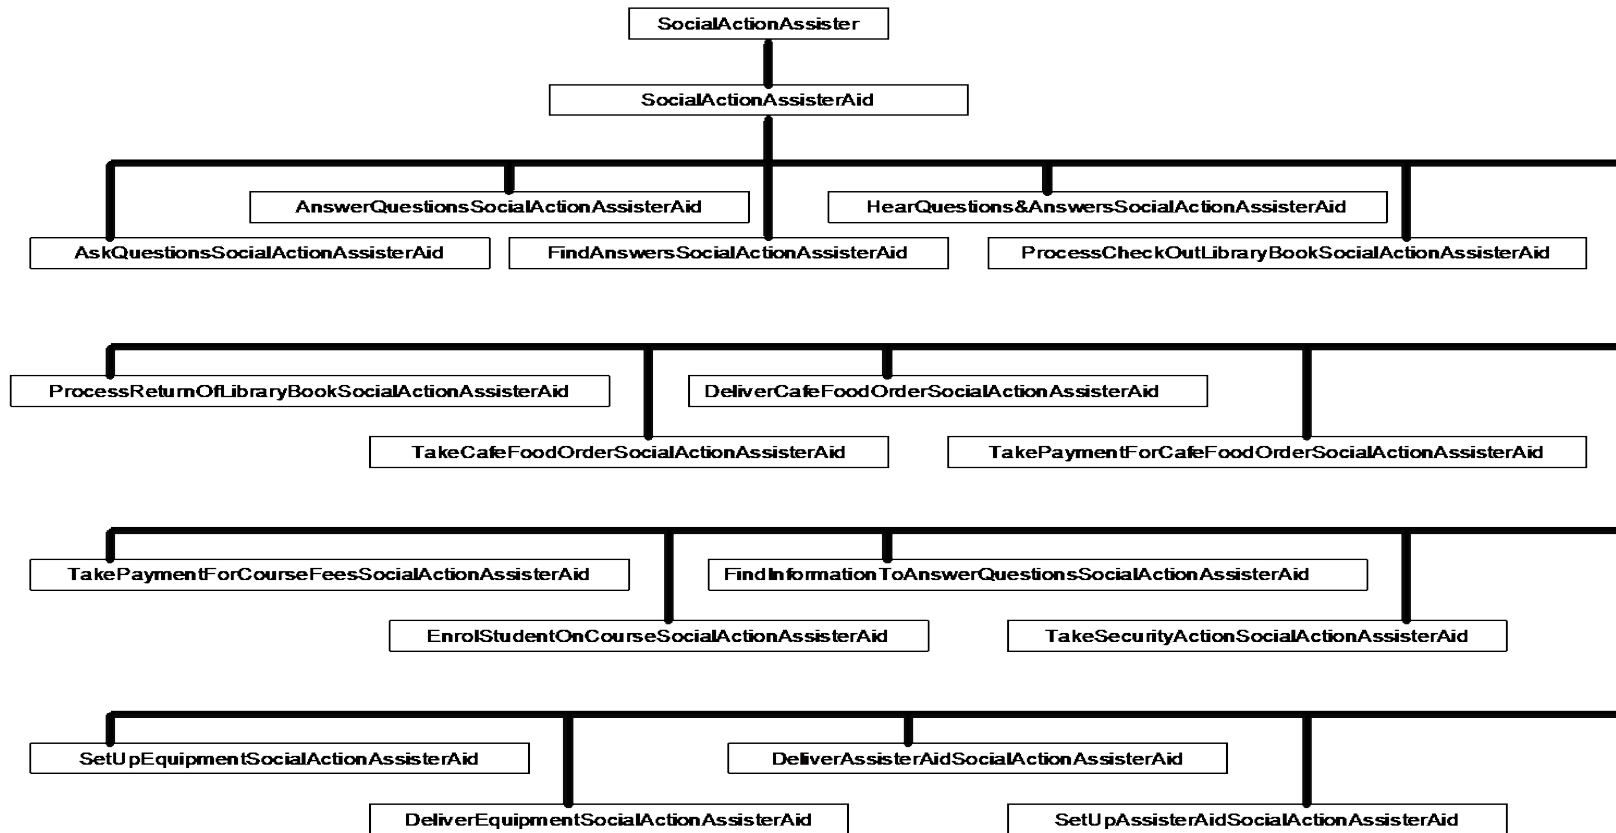 SocialActionAssister
SocialActionAssisterAid
AnswerQuestionsSocialActionAssisterAid
HearQuestions&AnswersSocialActionAssisterAid
AskQuestionsSocialActionAssisterAid
FindAnswersSocialActionAssisterAid
ProcessCheckOutLibraryBookSocialActionAssisterAid
ProcessReturnOfLibraryBookSocialActionAssisterAid
DeliverCafeFoodOrderSocialActionAssisterAid
TakeCafeFoodOrderSocialActionAssisterAid
TakePaymentForCafeFoodOrderSocialActionAssisterAid
TakePaymentForCourseFeesSocialActionAssisterAid
FindInformationToAnswerQuestionsSocialActionAssisterAid
EnrolStudentOnCourseSocialActionAssisterAid
TakeSecurityActionSocialActionAssisterAid
SetUpEquipmentSocialActionAssisterAid
DeliverAssisterAidSocialActionAssisterAid
DeliverEquipmentSocialActionAssisterAid
SetUpAssisterAidSocialActionAssisterAid